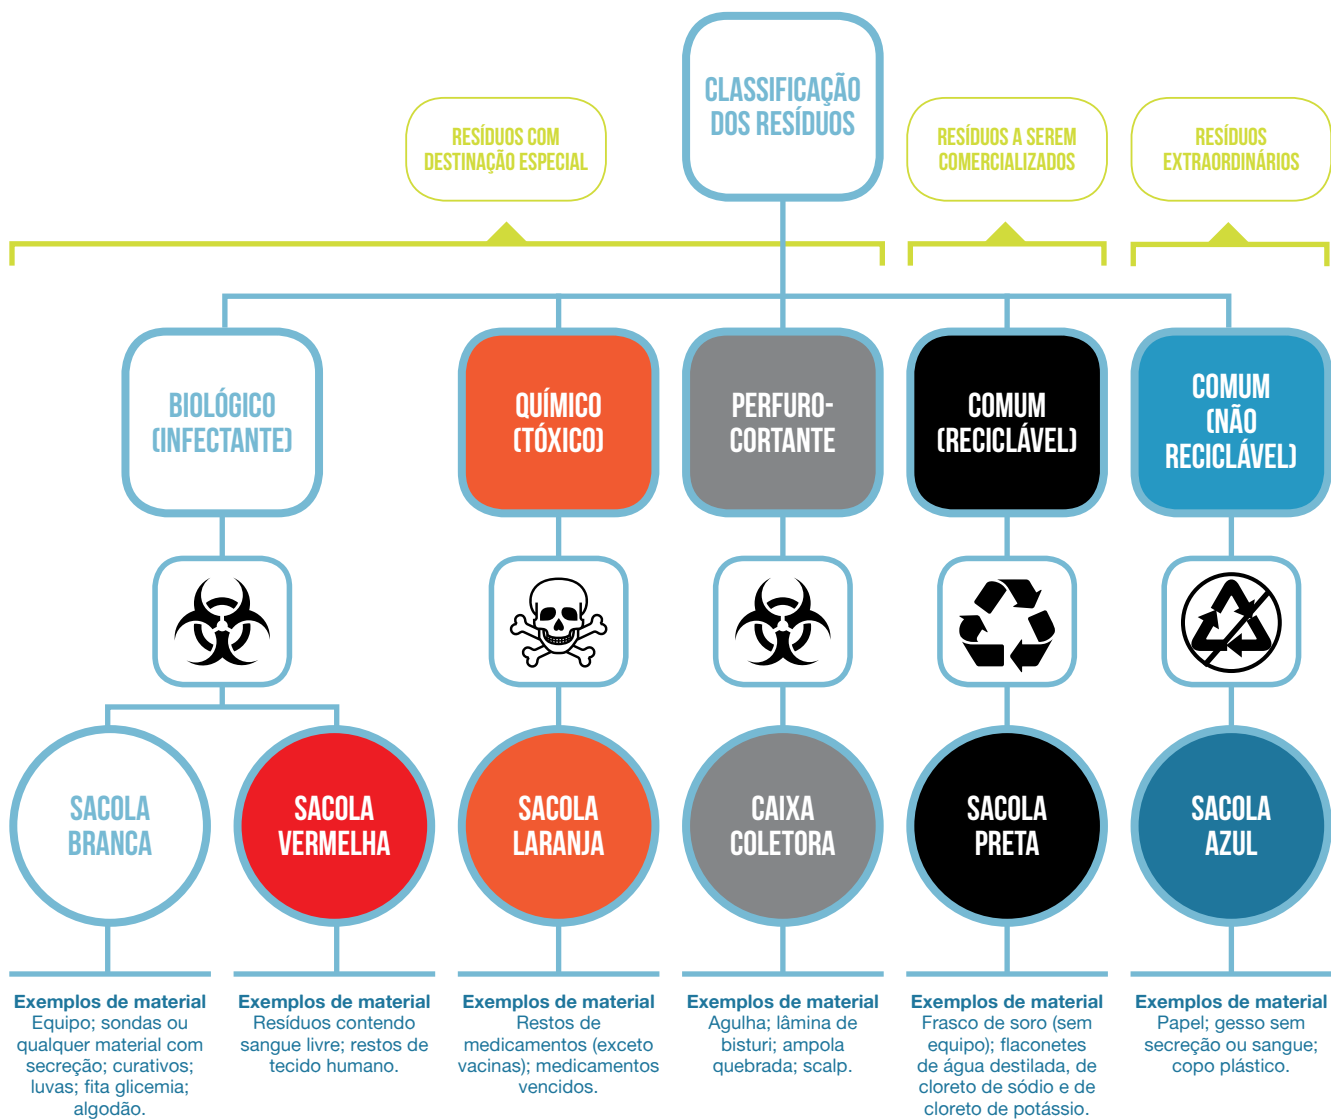 CLASSIFICAÇÃO
DOS RESÍDUOS
RESÍDUOS COM
DESTINAÇÃO ESPECIAL
RESÍDUOS A SEREM
COMERCIALIZADOS
RESÍDUOS
EXTRAORDINÁRIOS
BIOLÓGICO
(INFECTANTE)
QUÍMICO
(TÓXICO)
PERFURO-
CORTANTE
COMUM
(RECICLÁVEL)
COMUM
(NÃO
RECICLÁVEL)
SACOLA
BRANCA
SACOLA
VERMELHA
SACOLA
LARANJA
CAIXA
COLETORA
SACOLA
PRETA
SACOLA
AZUL
Exemplos de material
Equipo; sondas ou
qualquer material com
secreção; curativos;
luvas; fita glicemia;
algodão.
Exemplos de material
Resíduos contendo
sangue livre; restos de
tecido humano.
Exemplos de material
Restos de
medicamentos (exceto
vacinas); medicamentos
vencidos.
Exemplos de material
Agulha; lâmina de
bisturi; ampola
quebrada; scalp.
Exemplos de material
Frasco de soro (sem
equipo); flaconetes
de água destilada, de
cloreto de sódio e de
cloreto de potássio.
Exemplos de material
Papel; gesso sem
secreção ou sangue;
copo plástico.